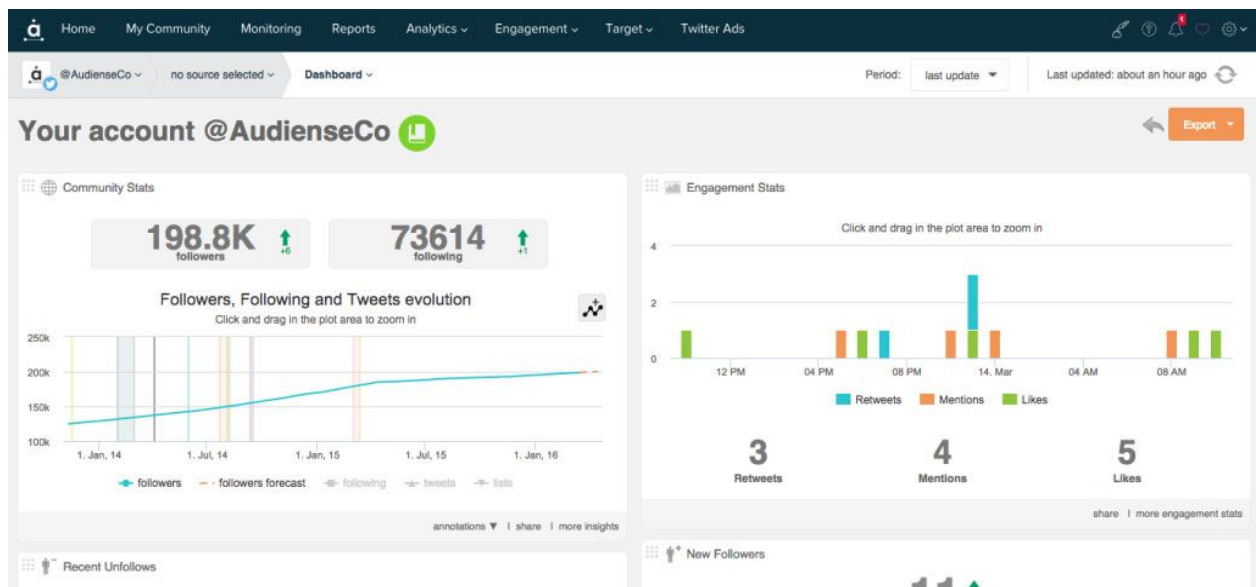 ȧ Home My Community Monitoring Reports Analytics Engagement Target Twitter Ads 1
ȧ @AudienseCo no source selected Dashboard Period: last update Last updated: about an hour ago
Your account @AudienseCo Export
Community Stats
198.8K +6
followers
73614 +1
following
Followers, Following and Tweets evolution
Click and drag in the plot area to zoom in
250k
200k
150k
100k
1. Jan, 14 1. Jul, 14 1. Jan, 15 1. Jul, 15 1. Jan, 16
followers followers forecast following tweets lists
annotations ▼ | share | more insights
Recent Unfollows
Engagement Stats
Click and drag in the plot area to zoom in
4
2
0
12 PM 04 PM 08 PM 14. Mar 04 AM 08 AM
Retweets Mentions Likes
3 4 5
Retweets Mentions Likes
share | more engagement stats
New Followers
11